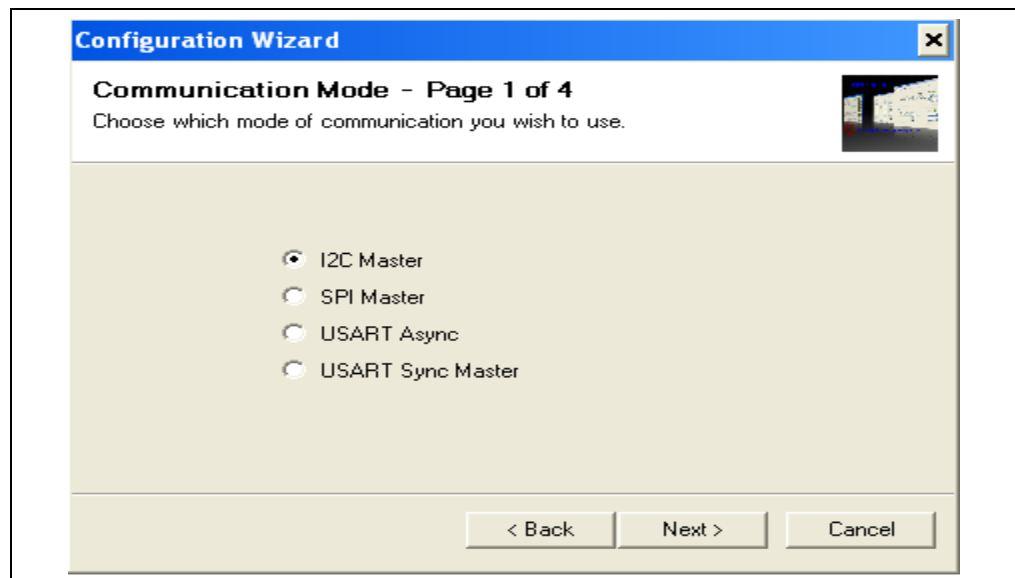 Configuration Wizard
Communication Mode - Page 1 of 4
Choose which mode of communication you wish to use.
I2C Master
SPI Master
USART Async
USART Sync Master
< Back
Next >
Cancel